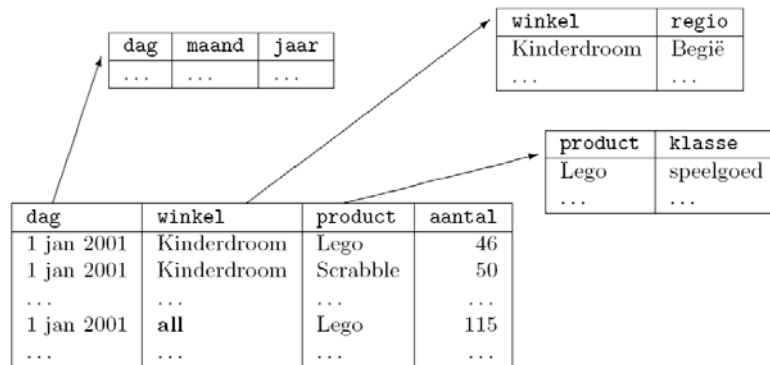 dag maand jaar
... ... ...
winkel regio
Kinderdroom Begië
... ...
product klasse
Lego speelgoed
... ...
dag winkel product aantal
1 jan 2001 Kinderdroom Lego 46
1 jan 2001 Kinderdroom Scrabble 50
... ... ... ...
1 jan 2001 all Lego 115
... ... ... ...